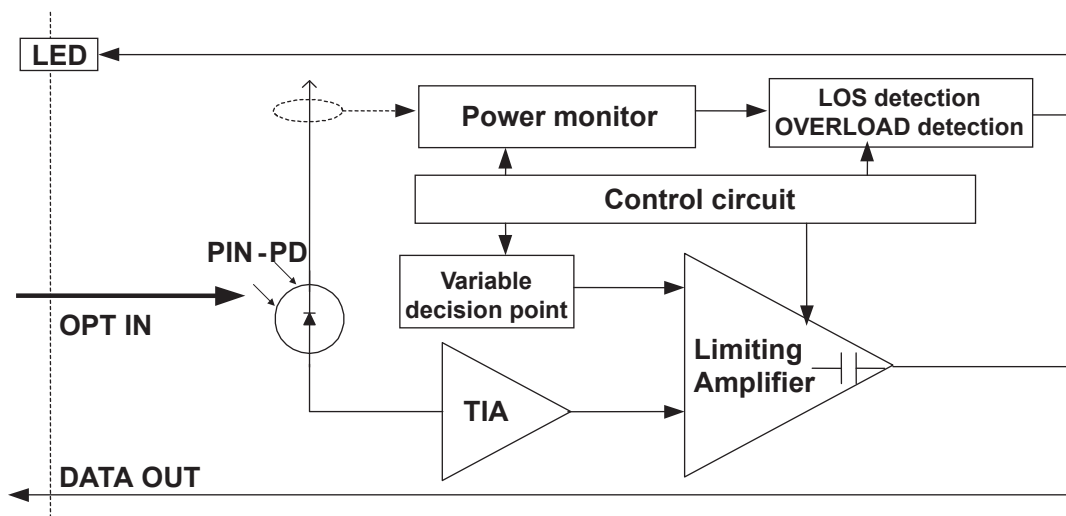 LED
Power monitor
LOS detection
OVERLOAD detection
Control circuit
PIN-PD
Variable
decision point
OPT IN
Limiting
Amplifier
TIA
DATA OUT